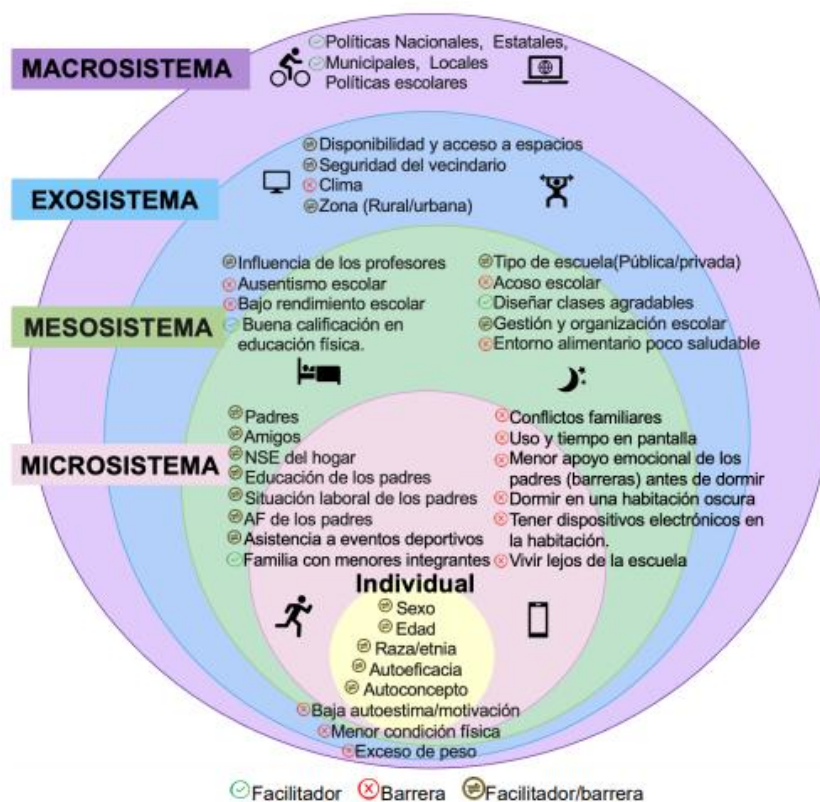 MACROSISTEMA
Políticas Nacionales, Estatales,
Municipales, Locales
Políticas escolares
EXOSISTEMA
Disponibilidad y acceso a espacios
Seguridad del vecindario
Clima
Zona (Rural/urbana)
MESOSISTEMA
Influencia de los profesores
Ausentismo escolar
Bajo rendimiento escolar
Buena calificación en
educación física.
Tipo de escuela(Pública/privada)
Acoso escolar
Diseñar clases agradables
Gestión y organización escolar
Entorno alimentario poco saludable
MICROSISTEMA
Padres
Amigos
NSE del hogar
Educación de los padres
Situación laboral de los padres
AF de los padres
Asistencia a eventos deportivos
Familia con menores integrantes
Conflictos familiares
Uso y tiempo en pantalla
Menor apoyo emocional de los
padres (barreras) antes de dormir
Dormir en una habitación oscura
Tener dispositivos electrónicos en
la habitación.
Vivir lejos de la escuela
Individual
Sexo
Edad
Raza/etnia
Autoeficacia
Autoconcepto
Baja autoestima/motivación
Menor condición física
Exceso de peso
Facilitador Barrera Facilitador/barrera